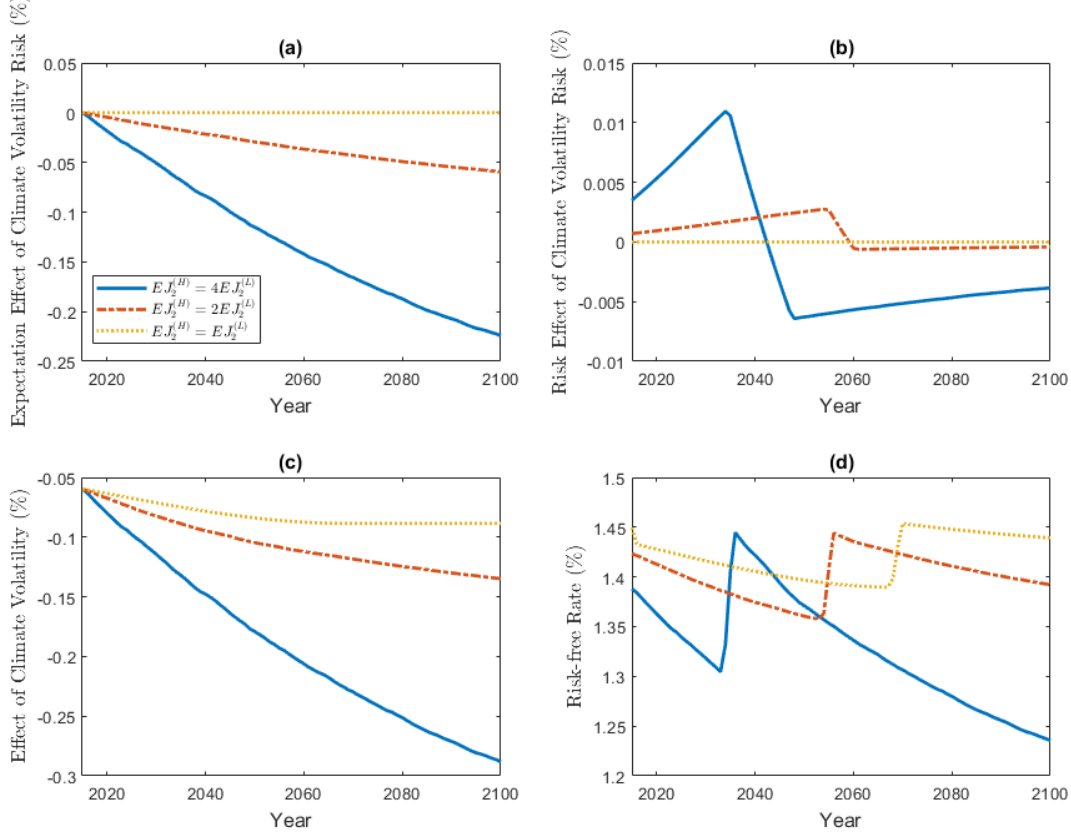 (a)
Expectation Effect of Climate Volatility Risk (%)
0.05
0
-0.05
-0.1
-0.15
-0.2
-0.25
$EJ_2^{(H)} = 4EJ_2^{(L)}$
$EJ_2^{(H)} = 2EJ_2^{(L)}$
$EJ_2^{(H)} = EJ_2^{(L)}$
2020 2040 2060 2080 2100
Year
(b)
Risk Effect of Climate Volatility Risk (%)
0.015
0.01
0.005
0
-0.005
-0.01
2020 2040 2060 2080 2100
Year
(c)
Effect of Climate Volatility (%)
-0.05
-0.1
-0.15
-0.2
-0.25
-0.3
2020 2040 2060 2080 2100
Year
(d)
Risk-free Rate (%)
1.5
1.45
1.4
1.35
1.3
1.25
1.2
2020 2040 2060 2080 2100
Year